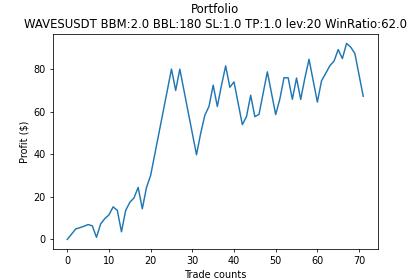 Portfolio
WAVESUSDT BBM:2.0 BBL:180 SL:1.0 TP:1.0 lev:20 WinRatio:62.0
80
60
40
20
0
Profit ($)
0 10 20 30 40 50 60 70
Trade counts